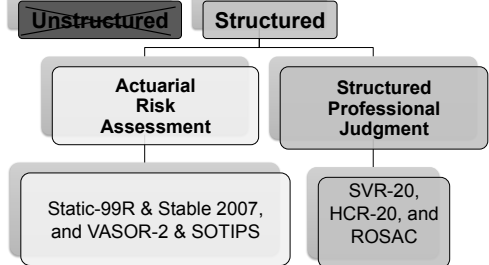 Unstructured
Structured
Actuarial
Risk
Assessment
Structured
Professional
Judgment
Static-99R & Stable 2007,
and VASOR-2 & SOTIPS
SVR-20,
HCR-20, and
ROSAC